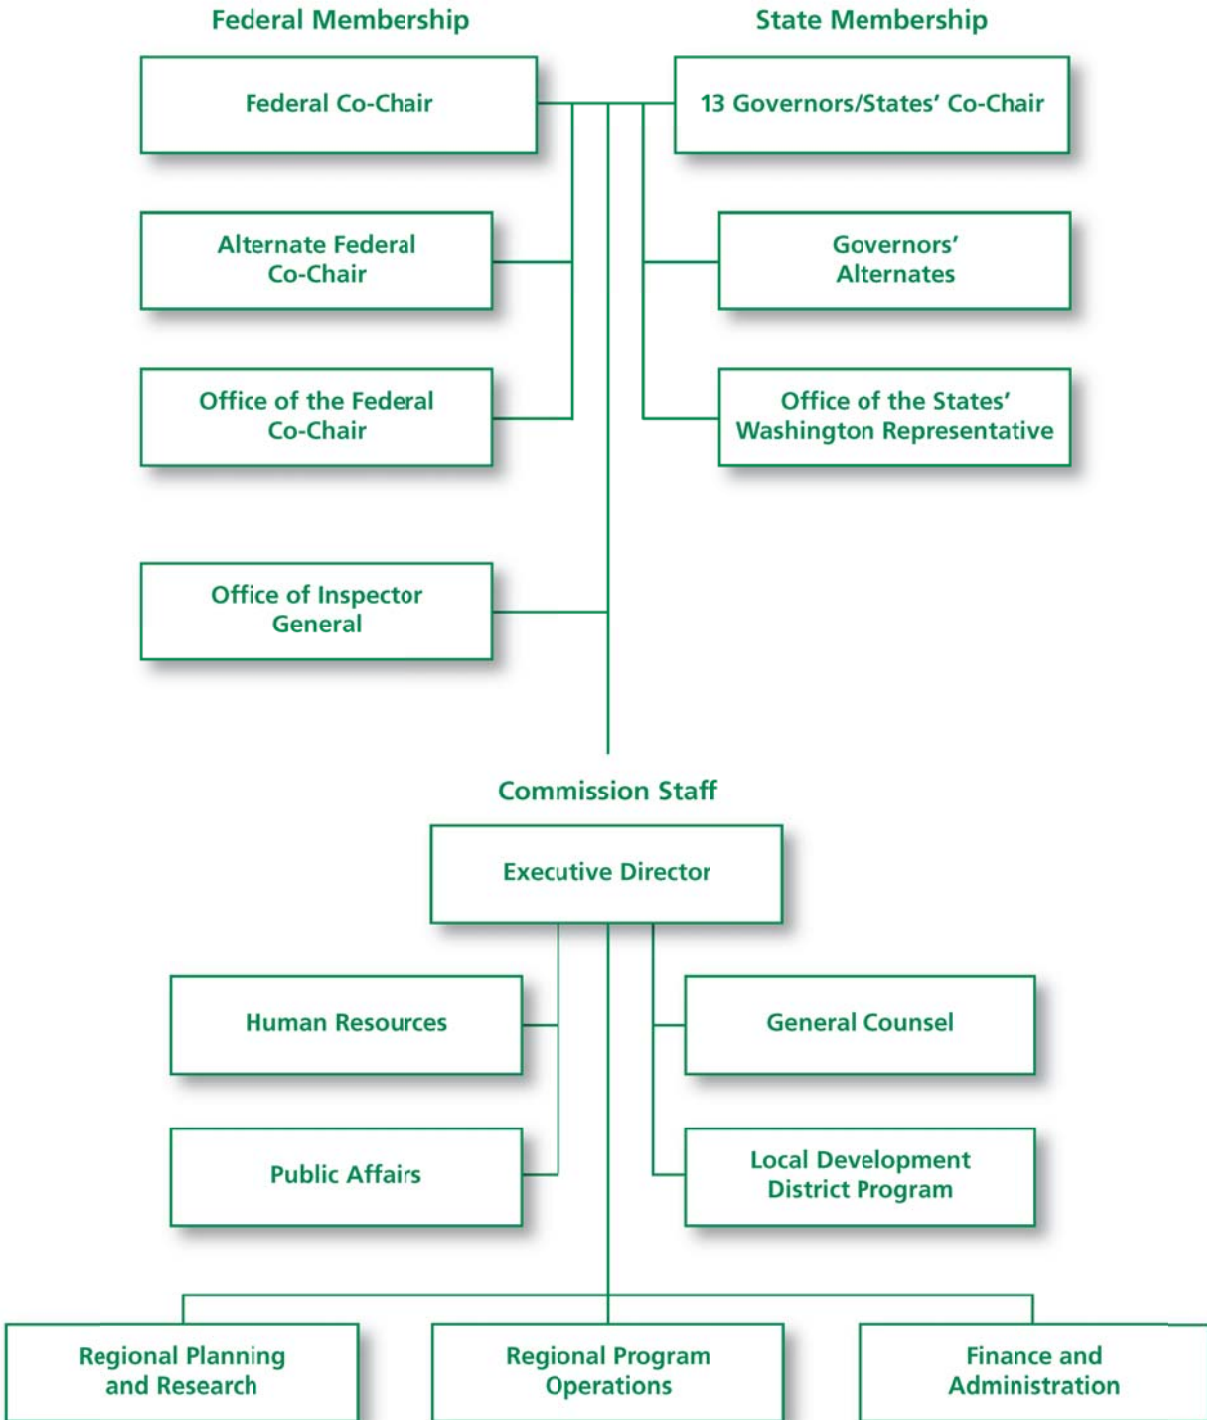 Federal Membership
State Membership
Federal Co-Chair
13 Governors/States’ Co-Chair
Alternate Federal
Co-Chair
Governors’
Alternates
Office of the Federal
Co-Chair
Office of the States’
Washington Representative
Office of Inspector
General
Commission Staff
Executive Director
Human Resources
General Counsel
Public Affairs
Local Development
District Program
Regional Planning
and Research
Regional Program
Operations
Finance and
Administration